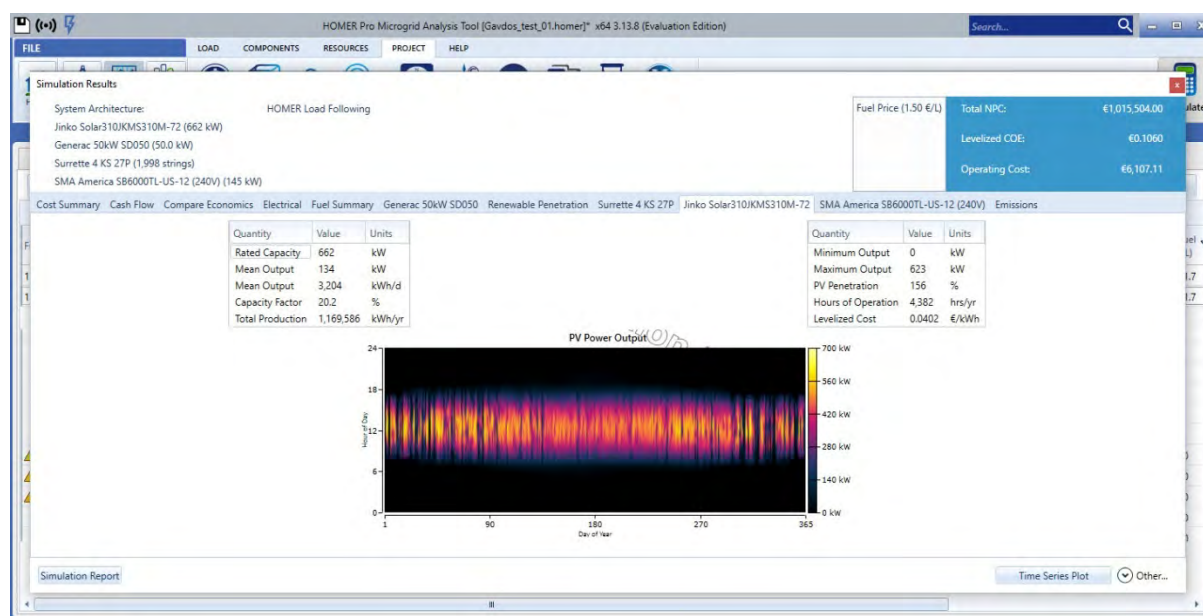 HOMER Pro Microgrid Analysis Tool [Gavdos_test_01.homer]* x64 3.13.8 (Evaluation Edition)
Search...
FILE
LOAD COMPONENTS RESOURCES PROJECT HELP
Simulation Results
x
System Architecture: HOMER Load Following
Jinko Solar310JKMS310M-72 (662 kW)
Generac 50kW SD050 (50.0 kW)
Surrette 4 KS 27P (1,998 strings)
SMA America SB6000TL-US-12 (240V) (145 kW)
Fuel Price (1.50 €/L)
Total NPC: €1,015,504.00
Levelized COE: €0.1060
Operating Cost: €6,107.11
Cost Summary Cash Flow Compare Economics Electrical Fuel Summary Generac 50kW SD050 Renewable Penetration Surrette 4 KS 27P Jinko Solar310JKMS310M-72 SMA America SB6000TL-US-12 (240V) Emissions
Quantity Value Units
Rated Capacity 662 kW
Mean Output 134 kW
Mean Output 3,204 kWh/d
Capacity Factor 20.2 %
Total Production 1,169,586 kWh/yr
Quantity Value Units
Minimum Output 0 kW
Maximum Output 623 kW
PV Penetration 156 %
Hours of Operation 4,382 hrs/yr
Levelized Cost 0.0402 €/kWh
PV Power Output
24
18
12
6
0
Hour of Day
1 90 180 270 365
Day of Year
700 kW
560 kW
420 kW
280 kW
140 kW
0 kW
Simulation Report
Time Series Plot
Other...